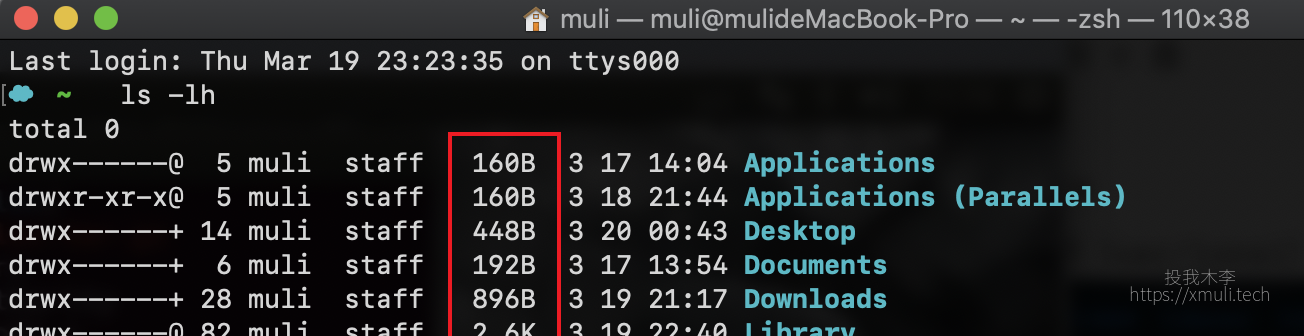 muli — muli@mulideMacBook-Pro — ~ — -zsh — 110×38
Last login: Thu Mar 19 23:23:35 on ttys000
[ ~ ls -lh
total 0
drwx------@ 5 muli staff 160B 3 17 14:04 Applications
drwxr-xr-x@ 5 muli staff 160B 3 18 21:44 Applications (Parallels)
drwx------+ 14 muli staff 448B 3 20 00:43 Desktop
drwx------+ 6 muli staff 192B 3 17 13:54 Documents
drwx------+ 28 muli staff 896B 3 19 21:17 Downloads
drwx------@ 82 muli staff 2.6K 3 19 22:40 Library
投我木李
https://xmuli.tech